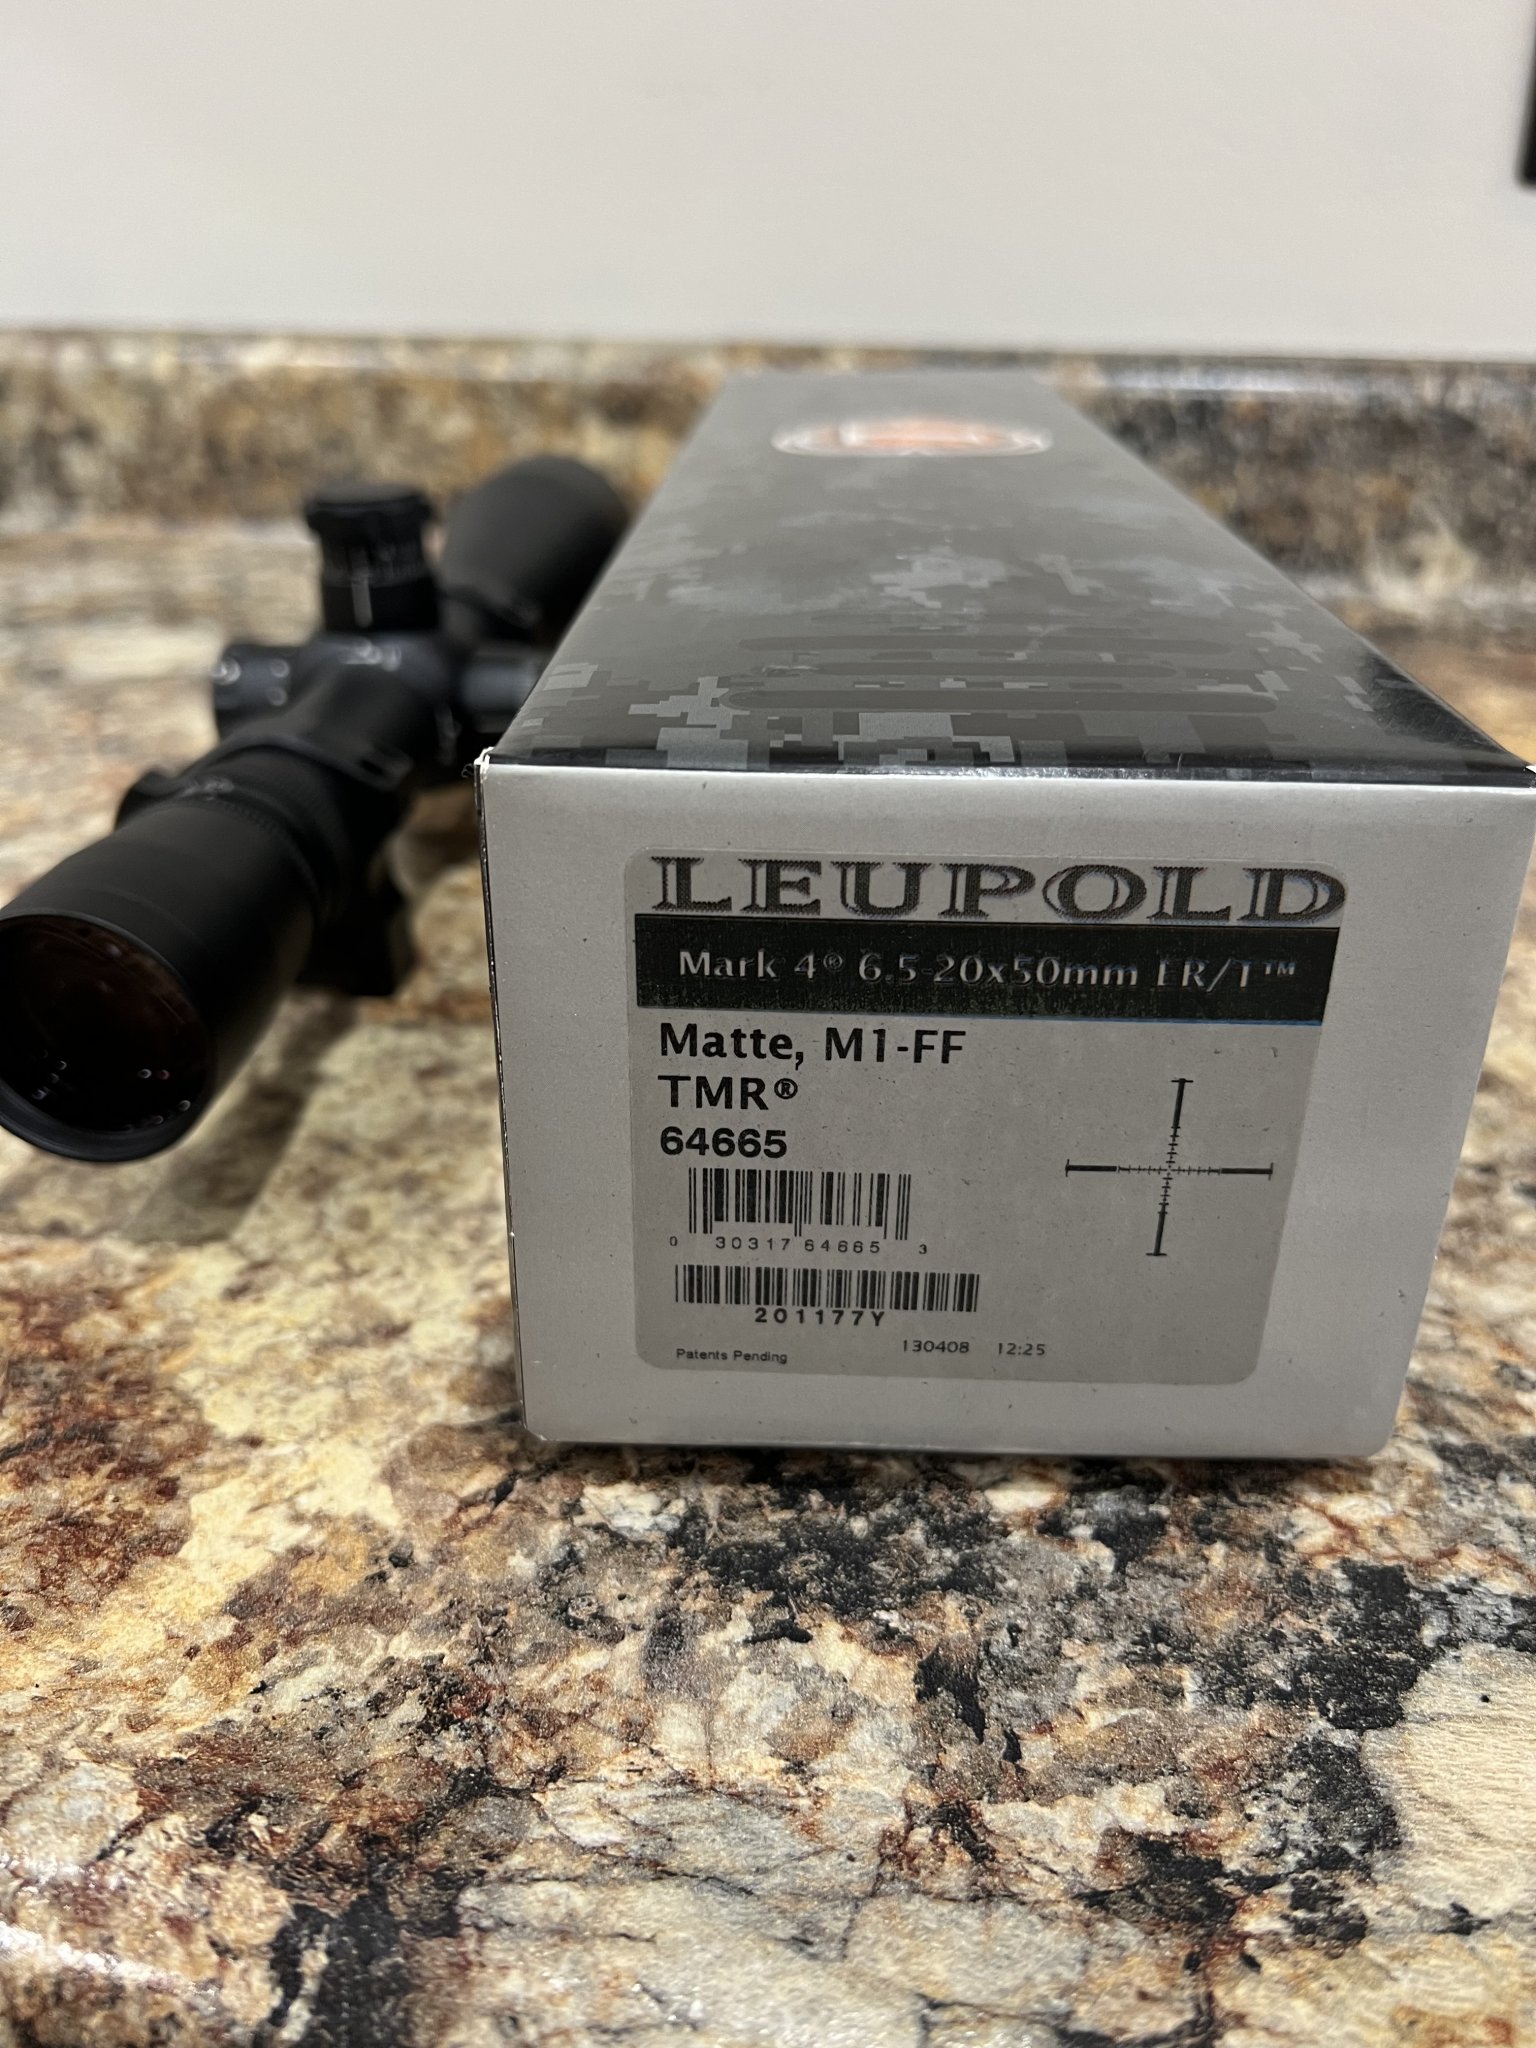 LEUPOLD
Mark 4® 6.5-20x50mm ER/T™
Matte, M1-FF
TMR®
64665
0 30317 64665 3
201177Y
Patents Pending 130408 12:25